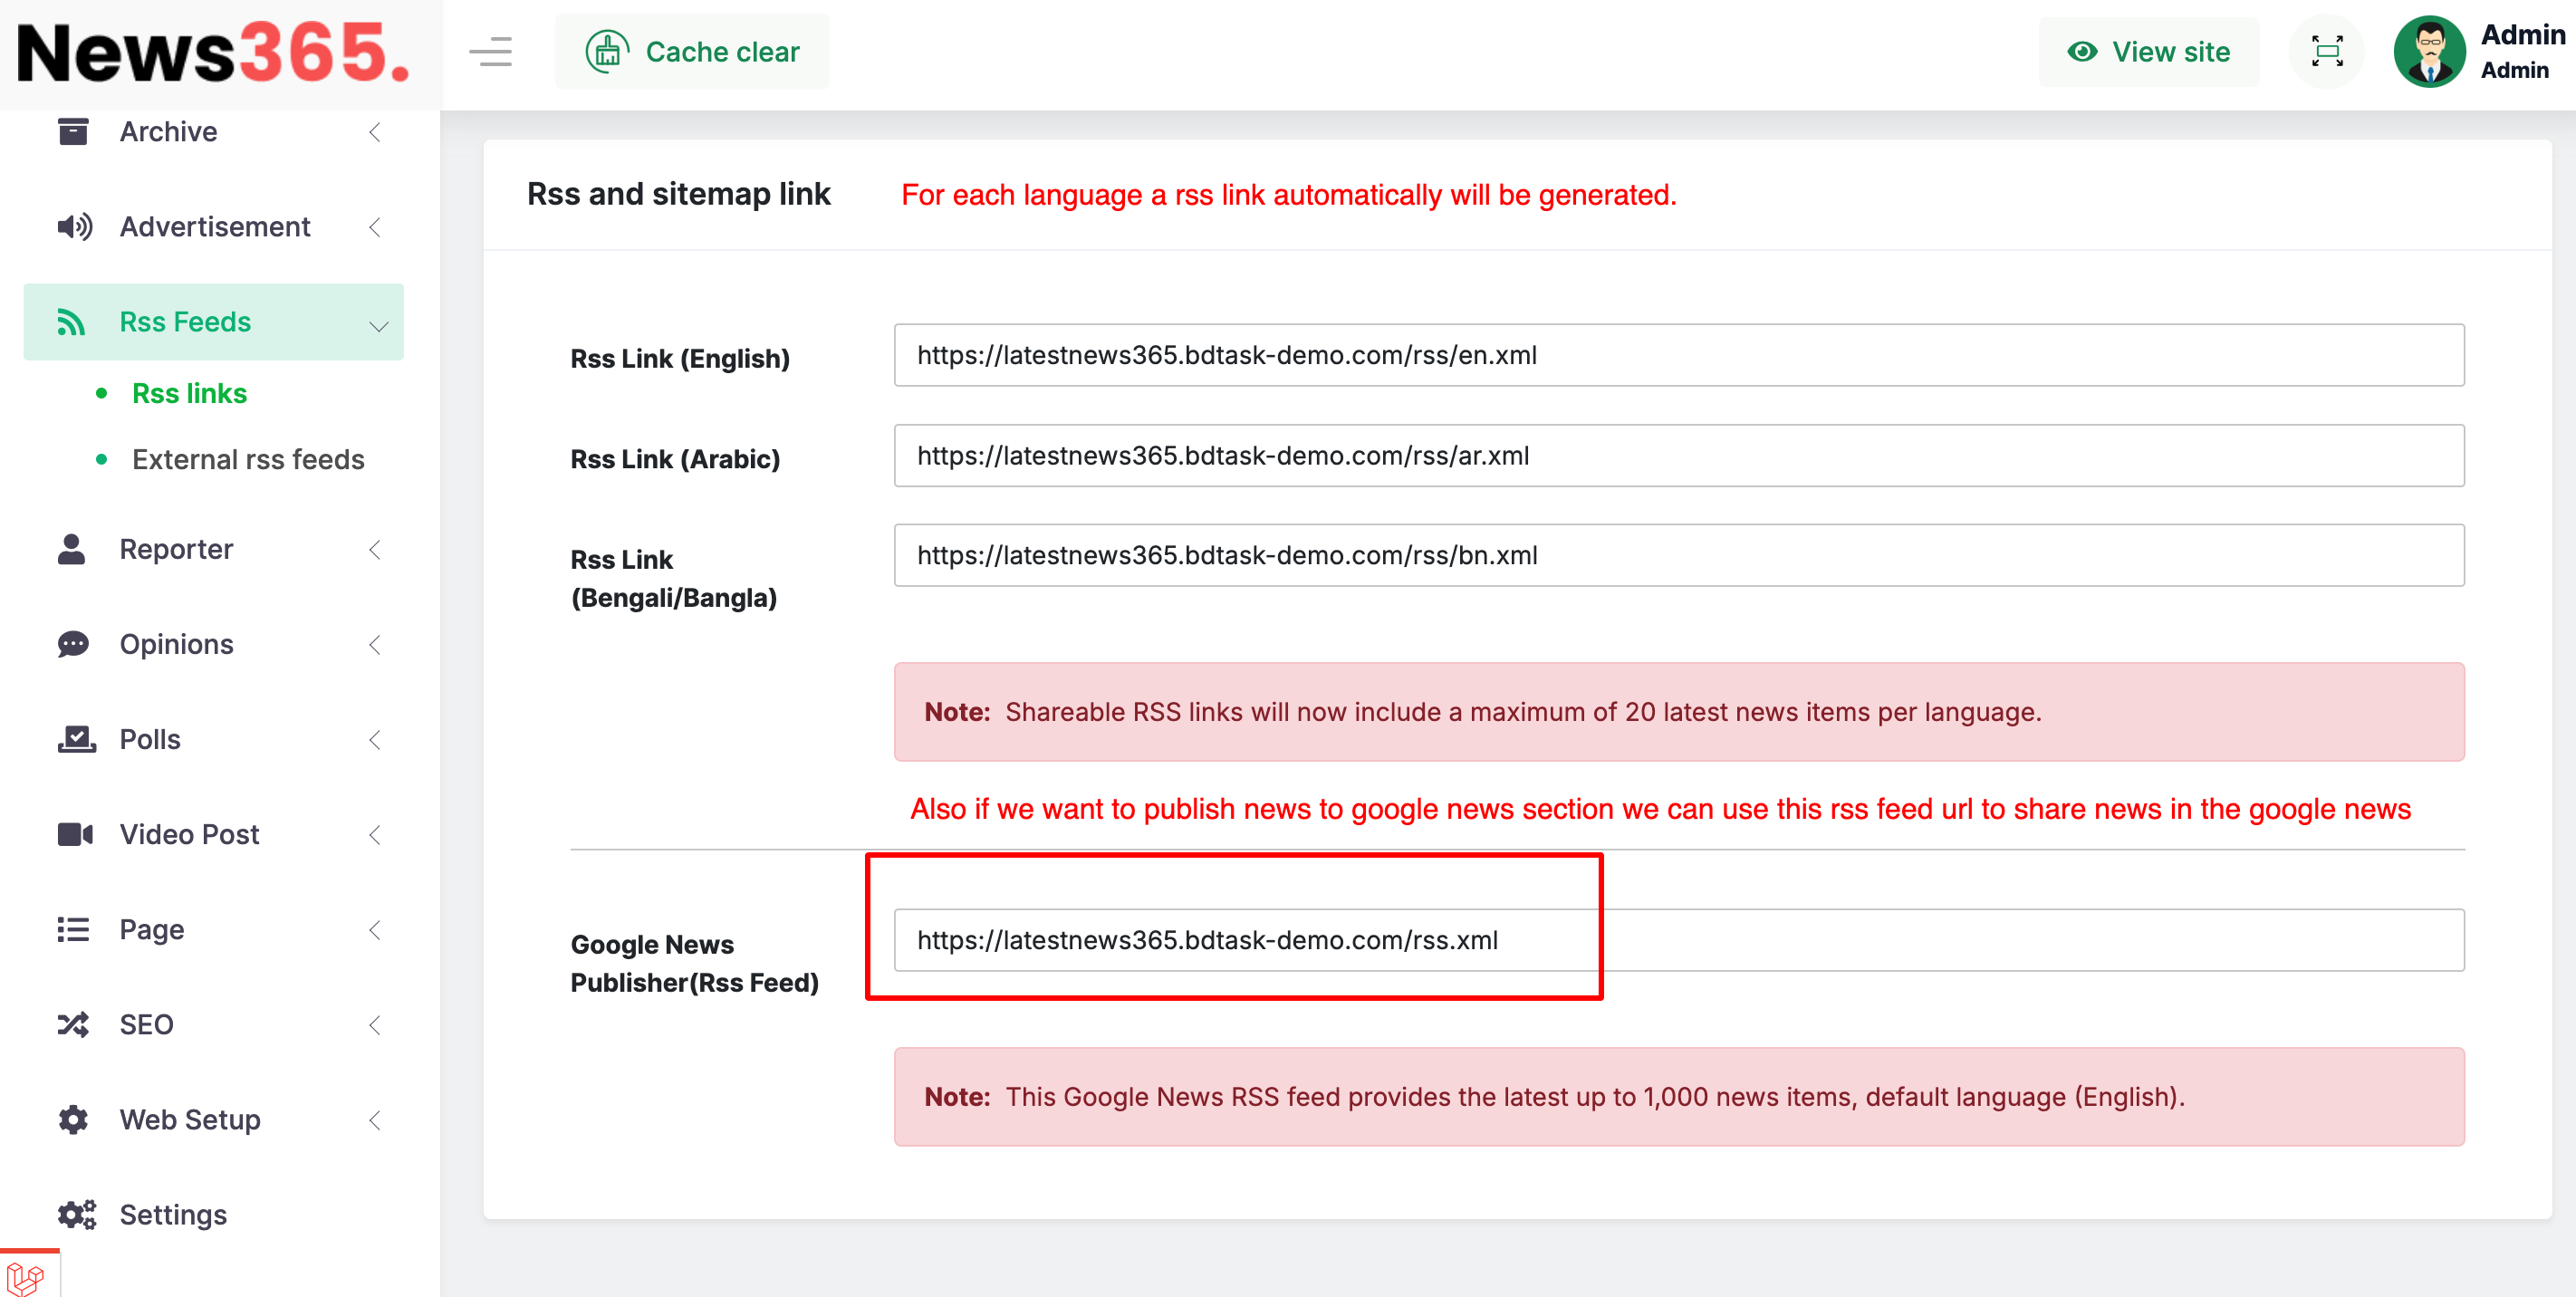 News365.
Cache clear
View site
Admin
Admin
Archive
Advertisement
Rss Feeds
Rss links
External rss feeds
Reporter
Opinions
Polls
Video Post
Page
SEO
Web Setup
Settings
Rss and sitemap link
For each language a rss link automatically will be generated.
Rss Link (English)
https://latestnews365.bdtask-demo.com/rss/en.xml
Rss Link (Arabic)
https://latestnews365.bdtask-demo.com/rss/ar.xml
Rss Link
(Bengali/Bangla)
https://latestnews365.bdtask-demo.com/rss/bn.xml
Note: Shareable RSS links will now include a maximum of 20 latest news items per language.
Also if we want to publish news to google news section we can use this rss feed url to share news in the google news
Google News
Publisher(Rss Feed)
https://latestnews365.bdtask-demo.com/rss.xml
Note: This Google News RSS feed provides the latest up to 1,000 news items, default language (English).